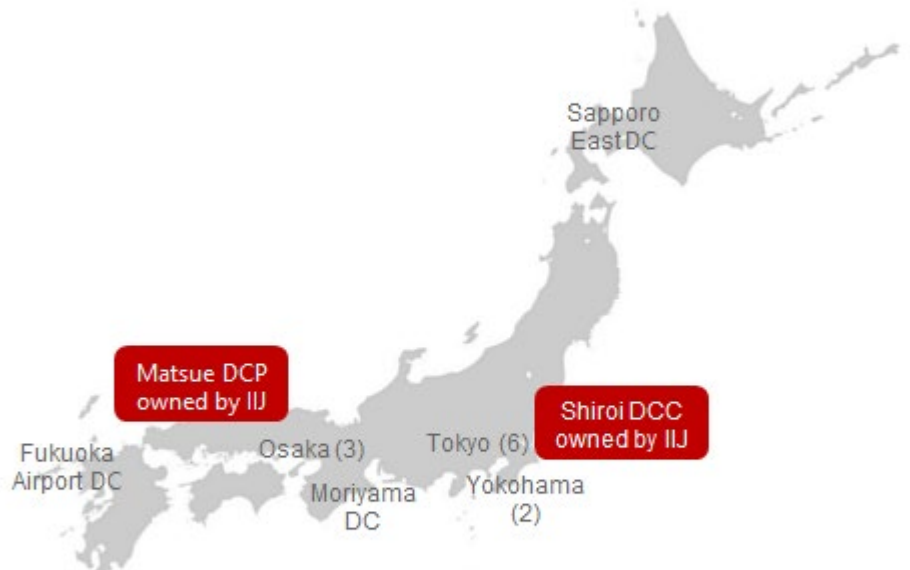 Sapporo
East DC
Matsue DCP
owned by IIJ
Shiroi DCC
owned by IIJ
Fukuoka
Airport DC
Osaka (3)
Tokyo (6)
Moriyama
DC
Yokohama
(2)